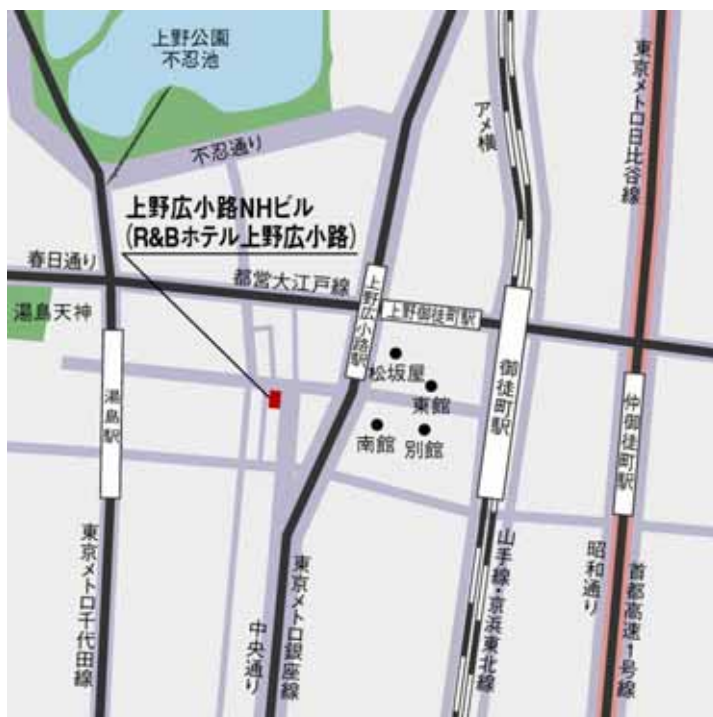 上野公園
不忍池
不忍通り
アメ横
東京メトロ日比谷線
上野広小路NHビル
(R&Bホテル上野広小路)
春日通り
都営大江戸線
上野広小路駅
上野御徒町駅
湯島天神
松坂屋
東館
南館
別館
湯島駅
御徒町駅
仲御徒町駅
東京メトロ千代田線
中央通り
東京メトロ銀座線
山手線・京浜東北線
昭和通り
首都高速1号線